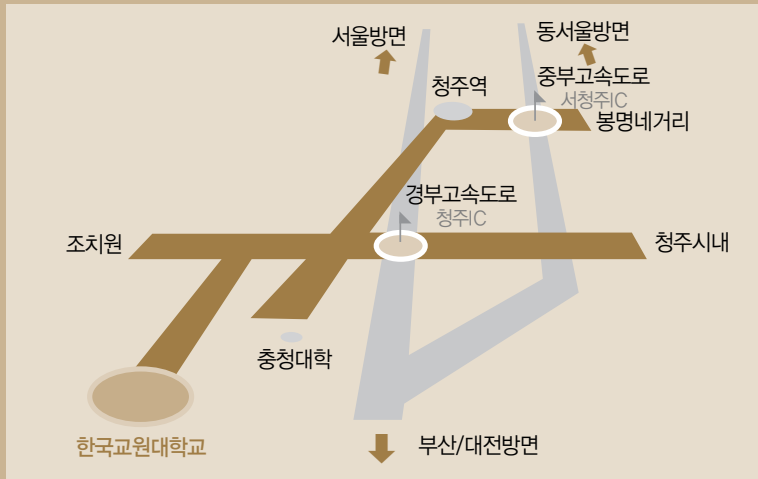 서울방면
동서울방면
청주역
중부고속도로
서청주IC
봉명네거리
경부고속도로
청주IC
조치원
청주시내
충청대학
한국교원대학교
부산/대전방면